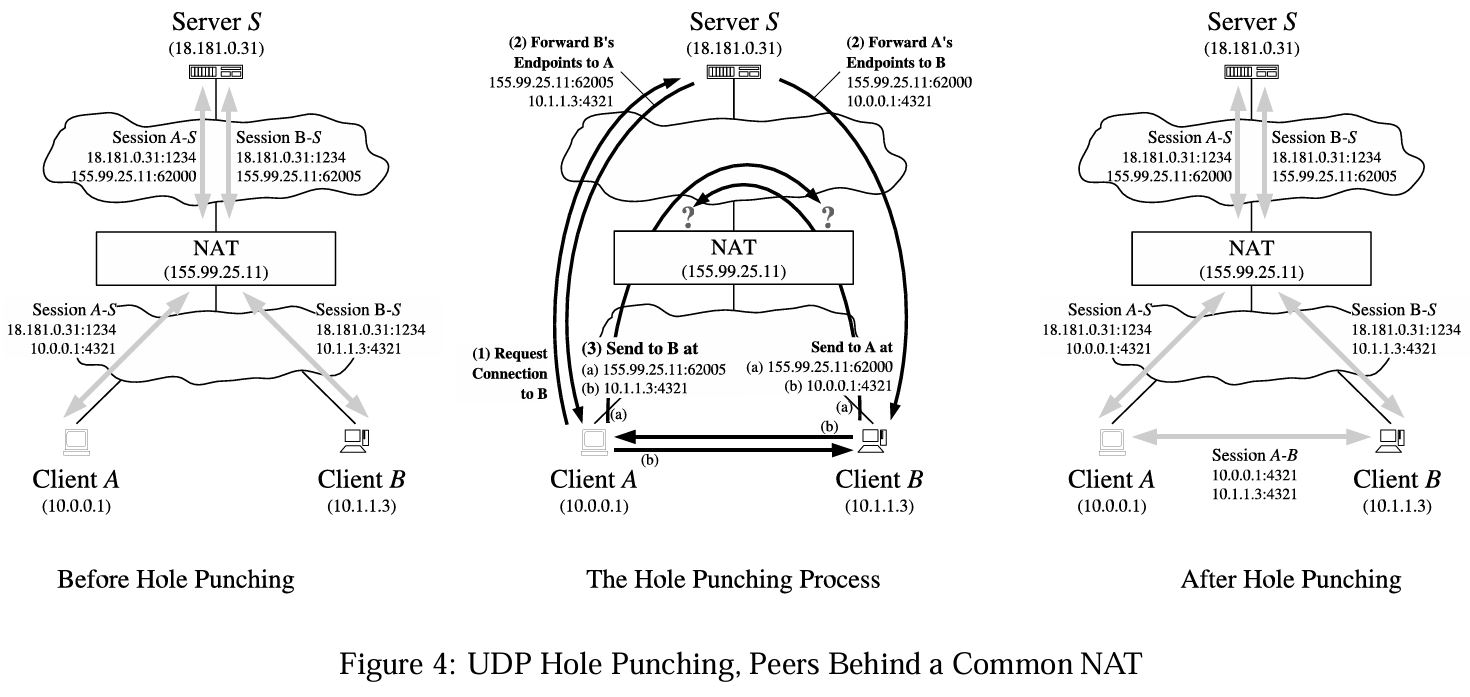 Server S
(18.181.0.31)
Session A-S
18.181.0.31:1234
155.99.25.11:62000
Session B-S
18.181.0.31:1234
155.99.25.11:62005
NAT
(155.99.25.11)
Session A-S
18.181.0.31:1234
10.0.0.1:4321
Session B-S
18.181.0.31:1234
10.1.1.3:4321
Client A
(10.0.0.1)
Client B
(10.1.1.3)
Before Hole Punching
Server S
(18.181.0.31)
(2) Forward B's
Endpoints to A
155.99.25.11:62005
10.1.1.3:4321
(2) Forward A's
Endpoints to B
155.99.25.11:62000
10.0.0.1:4321
?
?
NAT
(155.99.25.11)
(1) Request
Connection
to B
(3) Send to B at
(a) 155.99.25.11:62005
(b) 10.1.1.3:4321
Send to A at
(a) 155.99.25.11:62000
(b) 10.0.0.1:4321
(a)
(a)
(b)
(b)
Client A
(10.0.0.1)
Client B
(10.1.1.3)
The Hole Punching Process
Server S
(18.181.0.31)
Session A-S
18.181.0.31:1234
155.99.25.11:62000
Session B-S
18.181.0.31:1234
155.99.25.11:62005
NAT
(155.99.25.11)
Session A-S
18.181.0.31:1234
10.0.0.1:4321
Session B-S
18.181.0.31:1234
10.1.1.3:4321
Session A-B
10.0.0.1:4321
10.1.1.3:4321
Client A
(10.0.0.1)
Client B
(10.1.1.3)
After Hole Punching
Figure 4: UDP Hole Punching, Peers Behind a Common NAT